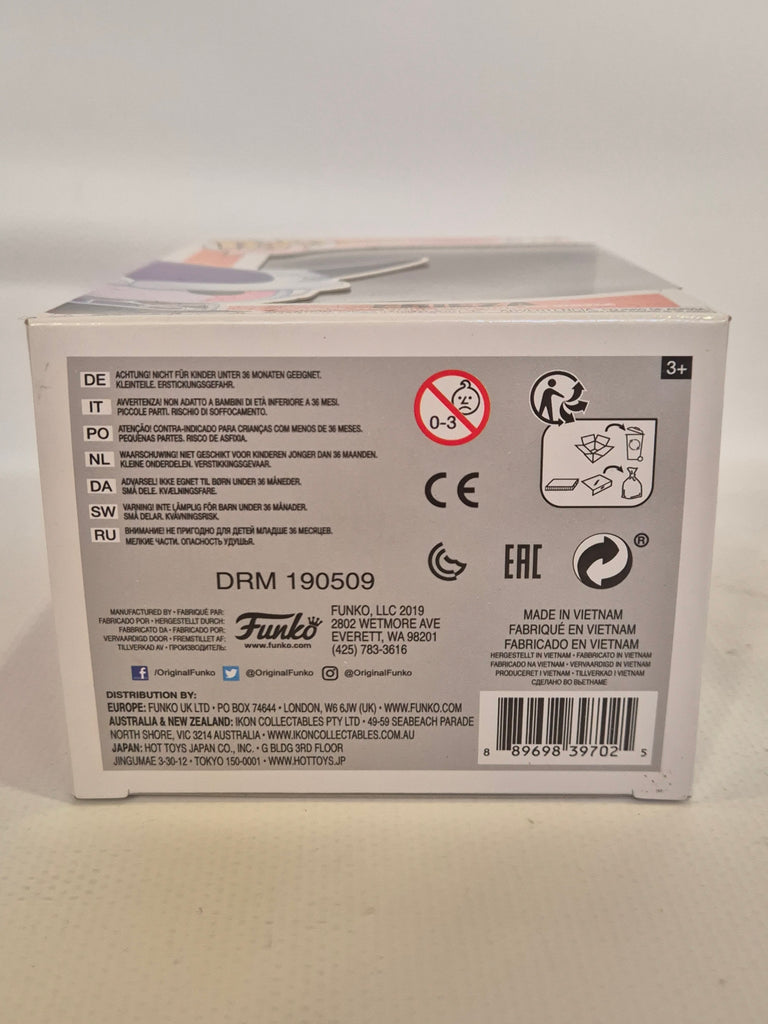 3+
DE ACHTUNG! NICHT FÜR KINDER UNTER 36 MONATEN GEEIGNET.
KLEINTEILE. ERSTICKUNGSGEFAHR.
IT AVVERTENZA! NON ADATTO A BAMBINI DI ETÀ INFERIORE A 36 MESI.
PICCOLE PARTI. RISCHIO DI SOFFOCAMENTO.
PO ATENÇÃO! CONTRA-INDICADO PARA CRIANÇAS COM MENOS DE 36 MESES.
PEQUENAS PARTES. RISCO DE ASFIXIA.
NL WAARSCHUWING! NIET GESCHIKT VOOR KINDEREN JONGER DAN 36 MAANDEN.
KLEINE ONDERDELEN. VERSTIKKINGSGEVAAR.
DA ADVARSEL! IKKE EGNET TIL BØRN UNDER 36 MÅNEDER.
SMÅ DELE. KVÆLNINGSFARE.
SW VARNING! INTE LÄMPLIG FÖR BARN UNDER 36 MÅNADER.
SMÅ DELAR. KVÄVNINGSRISK.
RU ВНИМАНИЕ! НЕ ПРИГОДНО ДЛЯ ДЕТЕЙ МЛАДШЕ 36 МЕСЯЦЕВ.
МЕЛКИЕ ЧАСТИ. ОПАСНОСТЬ УДУШЬЯ.
0-3
CE
EAC
®
DRM 190509
MANUFACTURED BY • FABRIQUÉ PAR:
FABRICADO POR • HERGESTELLT DURCH:
FABBRICATO DA • FABRICADO POR:
VERVAARDIGD DOOR • FREMSTILLET AF:
TILLVERKAD AV • ПРОИЗВОДИТЕЛЬ:
Funko
www.funko.com
FUNKO, LLC 2019
2802 WETMORE AVE
EVERETT, WA 98201
(425) 783-3616
MADE IN VIETNAM
FABRIQUÉ EN VIETNAM
FABRICADO EN VIETNAM
HERGESTELLT IN VIETNAM • FABBRICATO IN VIETNAM
FABRICADO NA VIETNAM • VERVAARDIGD IN VIETNAM
PRODUCERET I VIETNAM • TILLVERKAD I VIETNAM
СДЕЛАНО ВО ВЬЕТНАМЕ
/OriginalFunko @OriginalFunko @OriginalFunko
DISTRIBUTION BY:
EUROPE: FUNKO UK LTD • PO BOX 74644 • LONDON, W6 6JW (UK) • WWW.FUNKO.COM
AUSTRALIA & NEW ZEALAND: IKON COLLECTABLES PTY LTD • 49-59 SEABEACH PARADE
NORTH SHORE, VIC 3214 AUSTRALIA • WWW.IKONCOLLECTABLES.COM.AU
JAPAN: HOT TOYS JAPAN CO., INC. • G BLDG 3RD FLOOR
JINGUMAE 3-30-12 • TOKYO 150-0001 • WWW.HOTTOYS.JP
8 89698 39702 5